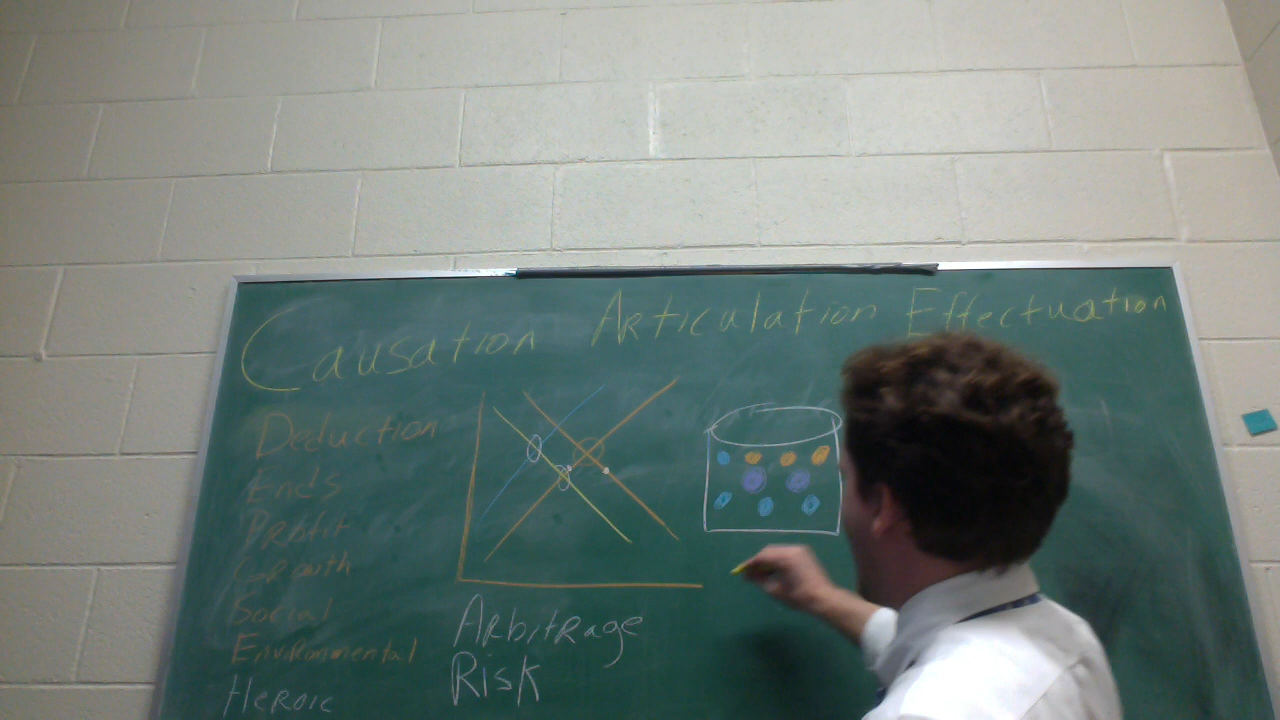 Causation Articulation Effectuation
Deduction
Ends
Profit
Growth
Social
Environmental
Heroic
Arbitrage
Risk